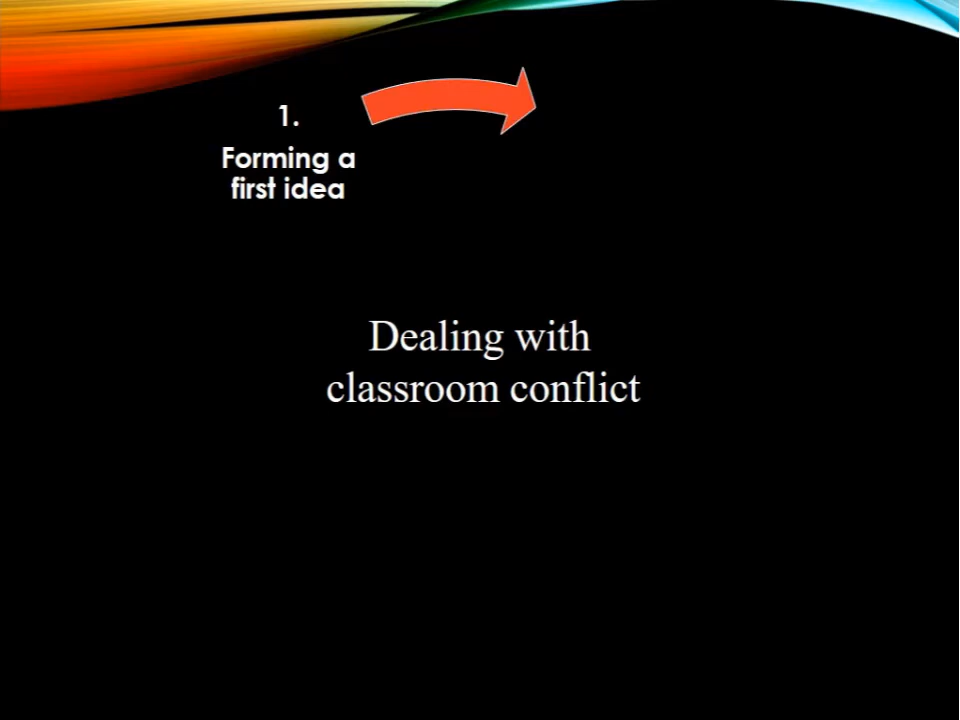 1.
Forming a
first idea
Dealing with
classroom conflict